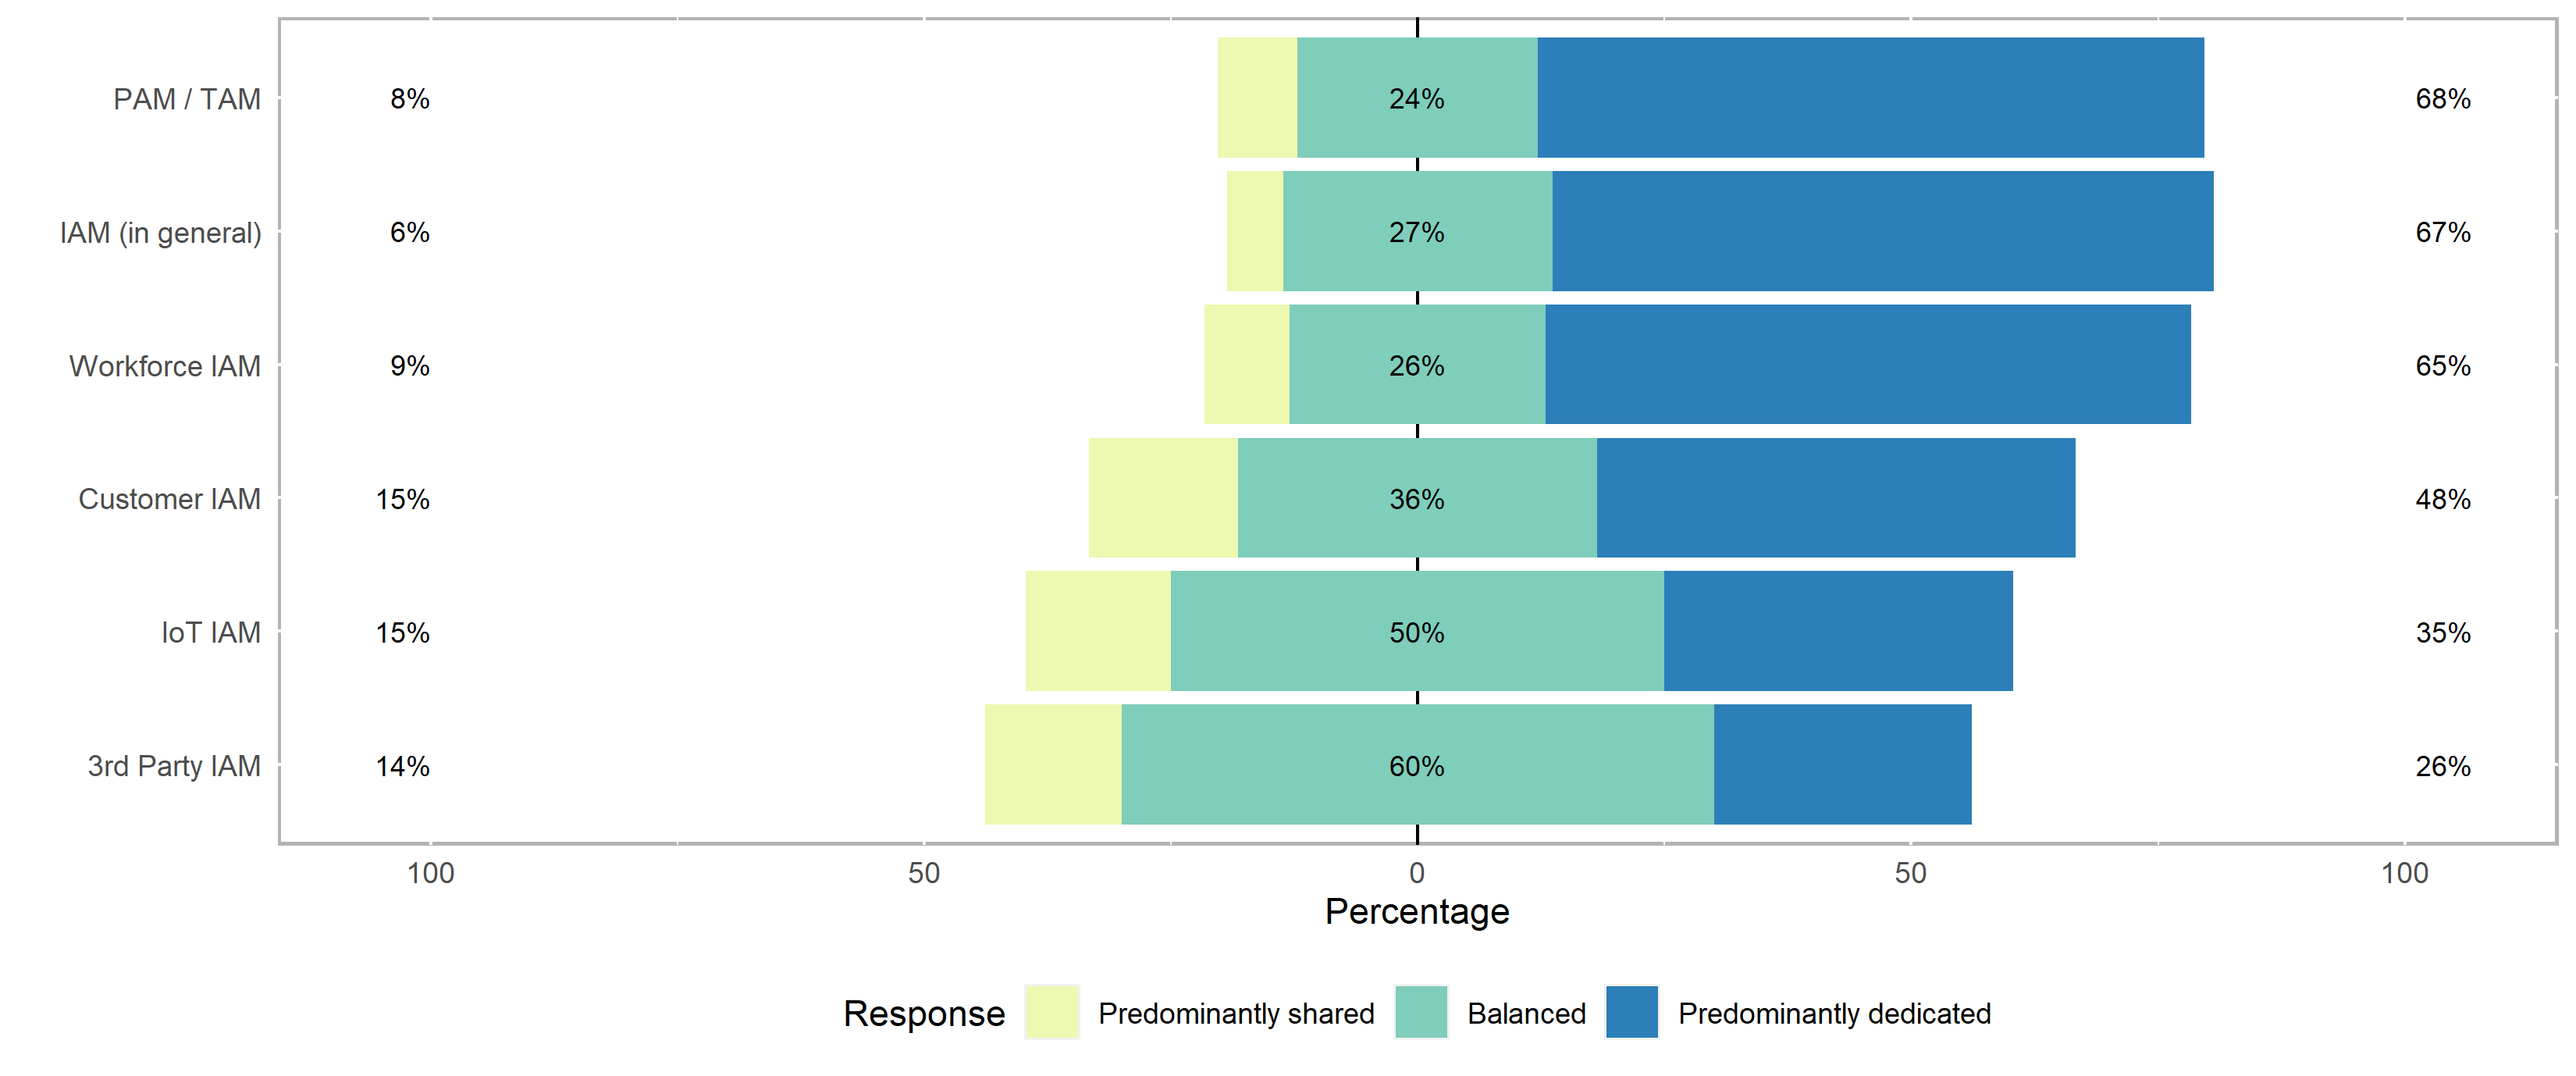 PAM / TAM 8% 24% 68%
IAM (in general) 6% 27% 67%
Workforce IAM 9% 26% 65%
Customer IAM 15% 36% 48%
IoT IAM 15% 50% 35%
3rd Party IAM 14% 60% 26%
100 50 0 50 100
Percentage
Response Predominantly shared Balanced Predominantly dedicated